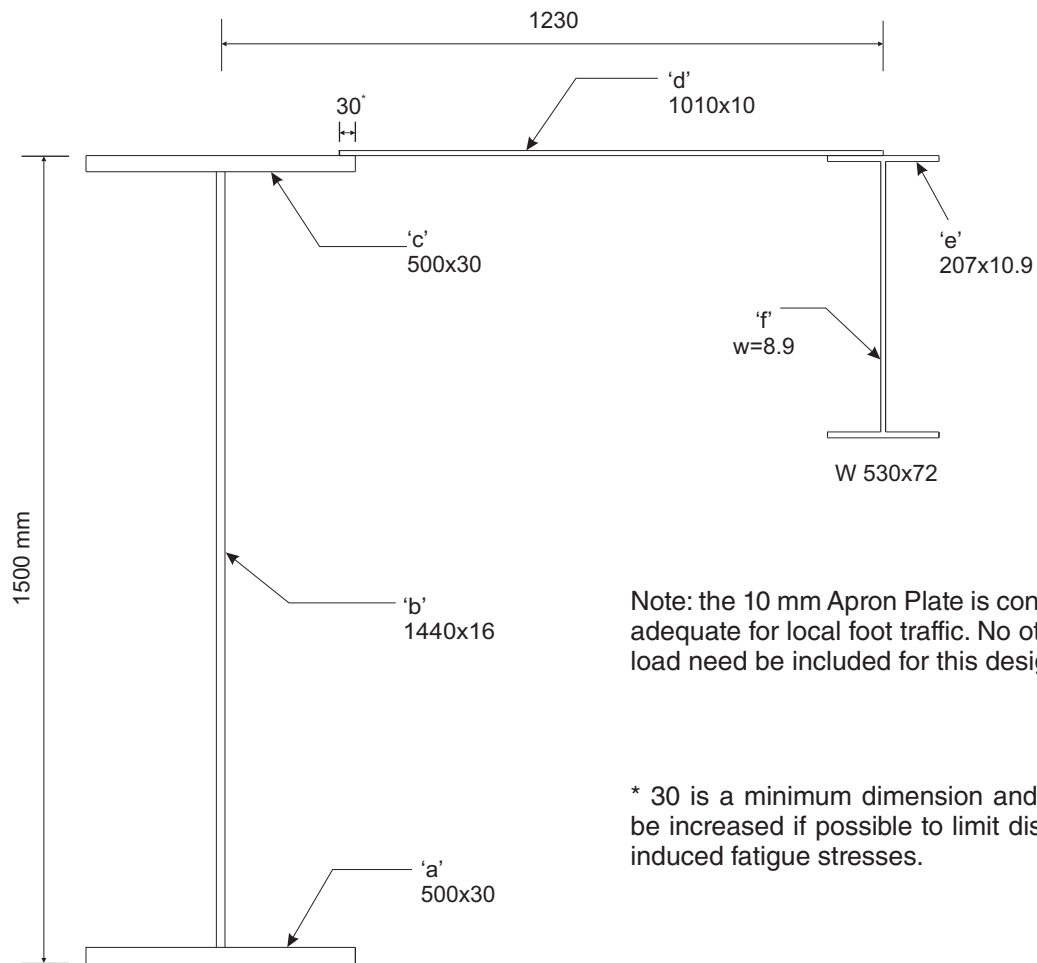 1230
'd'
1010x10
30*
'c'
500x30
'e'
207x10.9
'f'
w=8.9
W 530x72
1500 mm
'b'
1440x16
Note: the 10 mm Apron Plate is con
adequate for local foot traffic. No ot
load need be included for this desig
* 30 is a minimum dimension and
be increased if possible to limit dis
induced fatigue stresses.
'a'
500x30